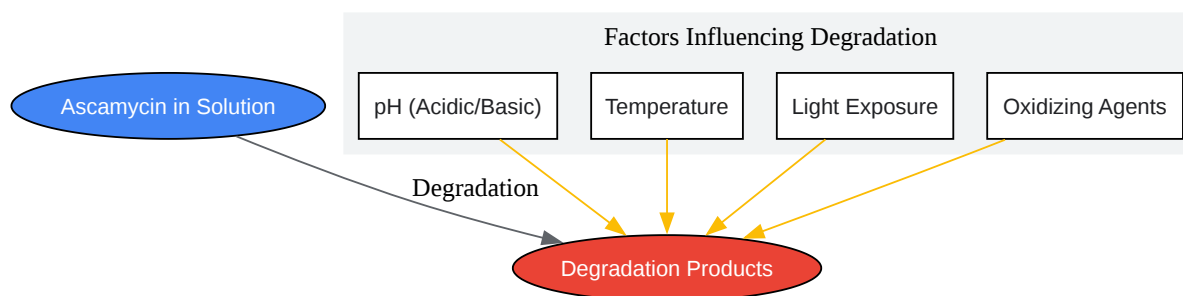 Factors Influencing Degradation
Ascamycin in Solution
pH (Acidic/Basic)
Temperature
Light Exposure
Oxidizing Agents
Degradation
Degradation Products